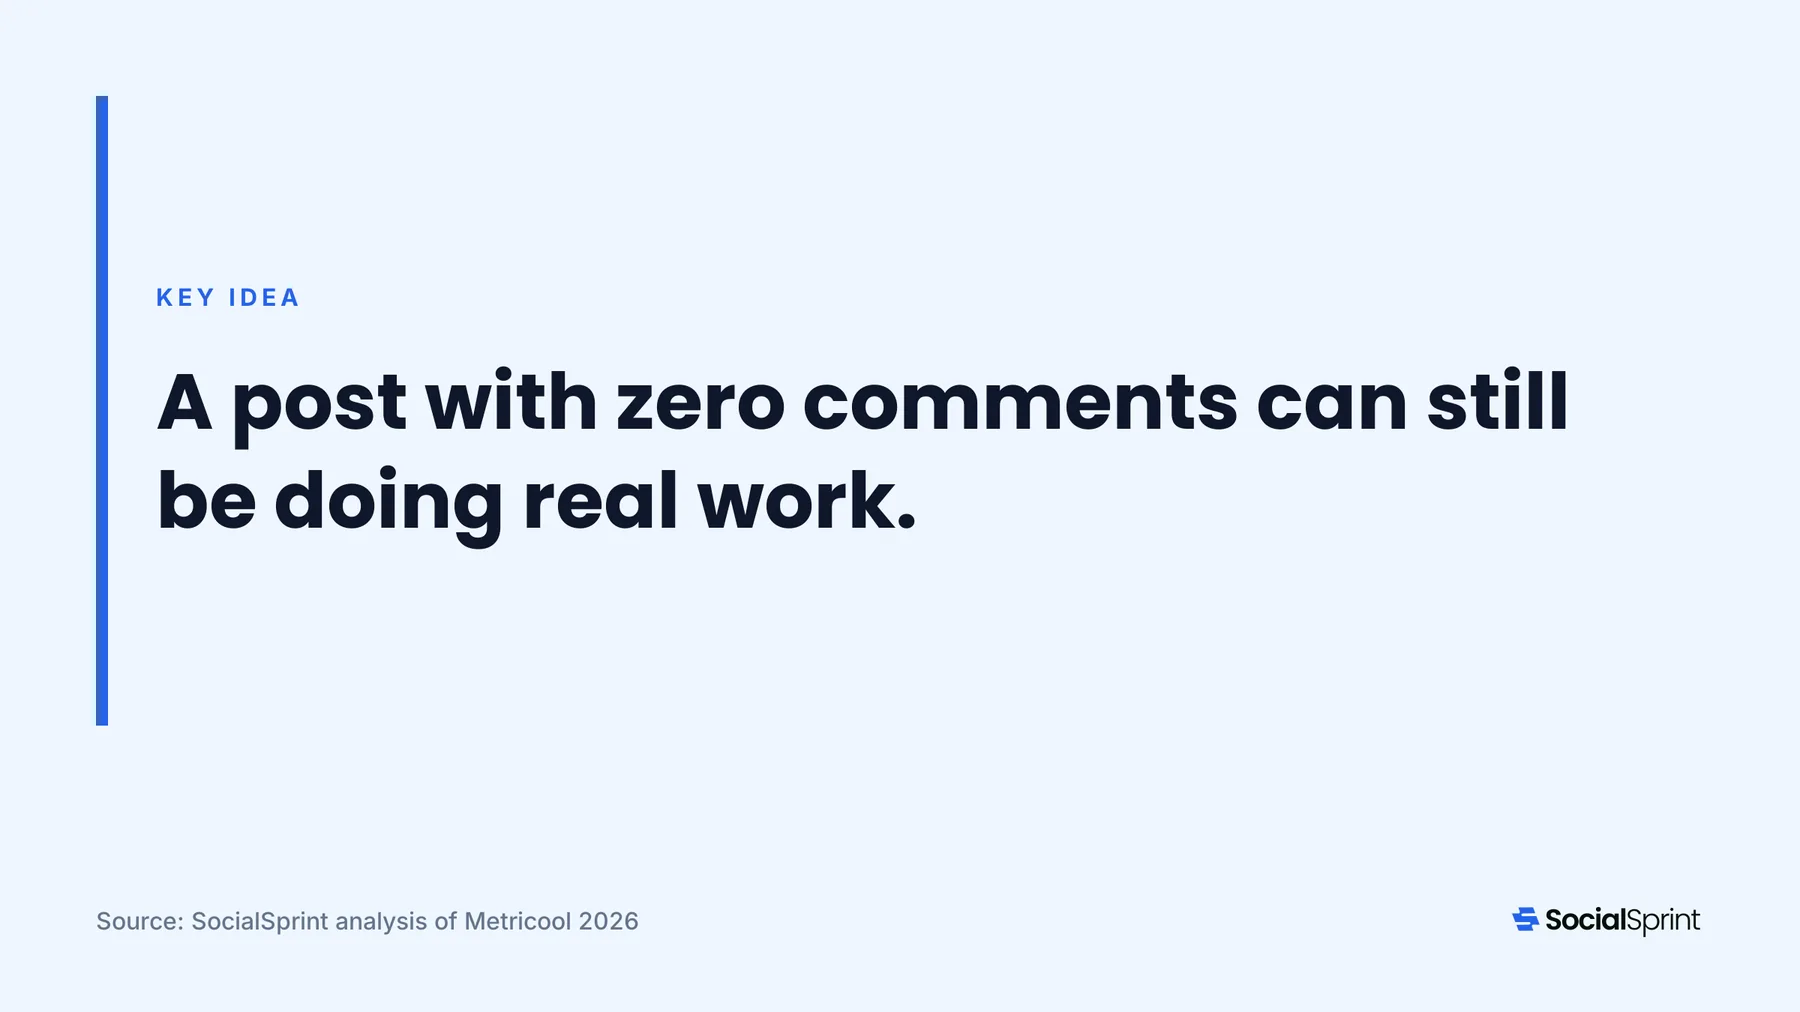 KEY IDEA
A post with zero comments can still
be doing real work.
Source: SocialSprint analysis of Metricool 2026
SocialSprint